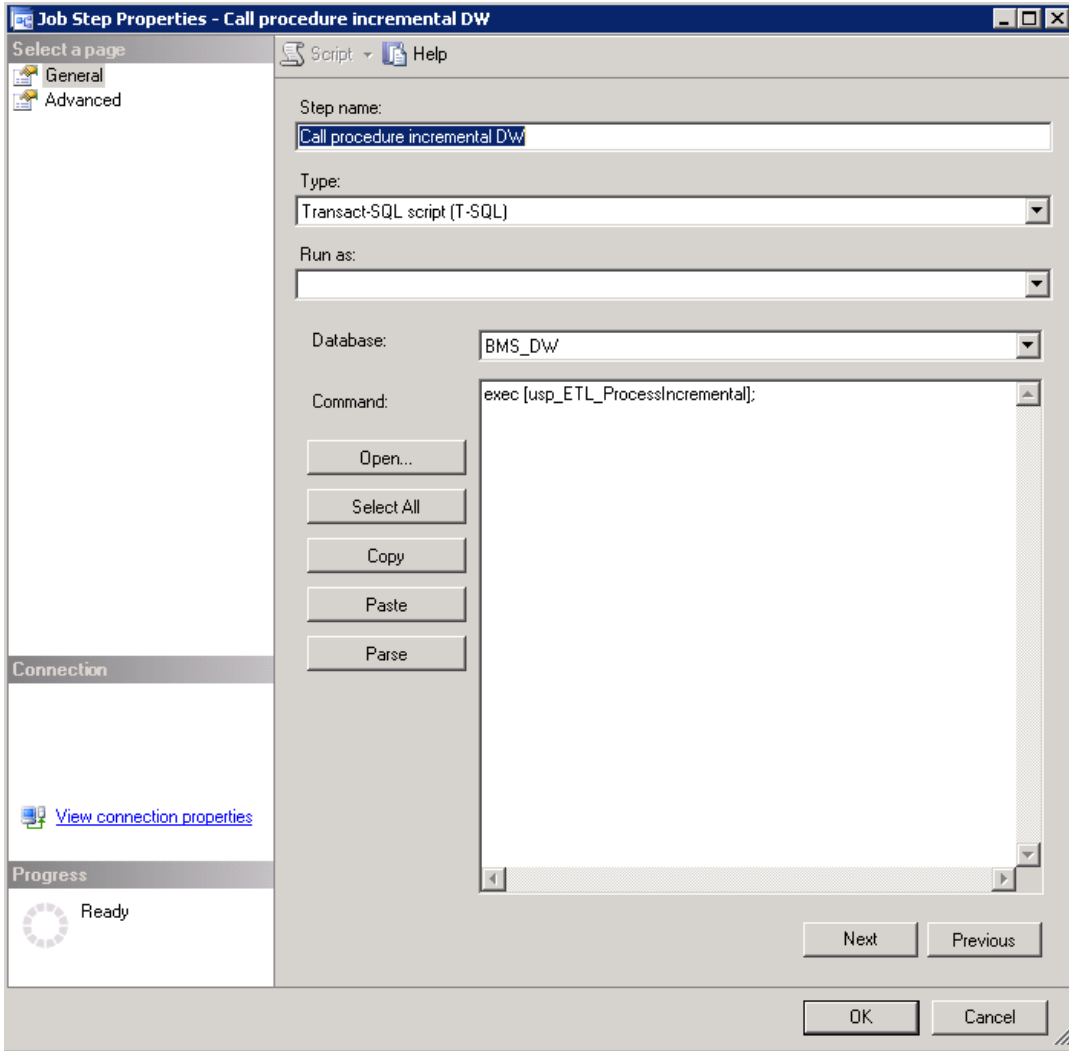 Job Step Properties - Call procedure incremental DW
Select a page
General
Advanced
Script
Help
Step name:
Call procedure incremental DW
Type:
Transact-SQL script (T-SQL)
Run as:
Database:
BMS_DW
Command:
exec [usp_ETL_ProcessIncremental];
Open...
Select All
Copy
Paste
Parse
Connection
View connection properties
Progress
Ready
Next
Previous
OK
Cancel